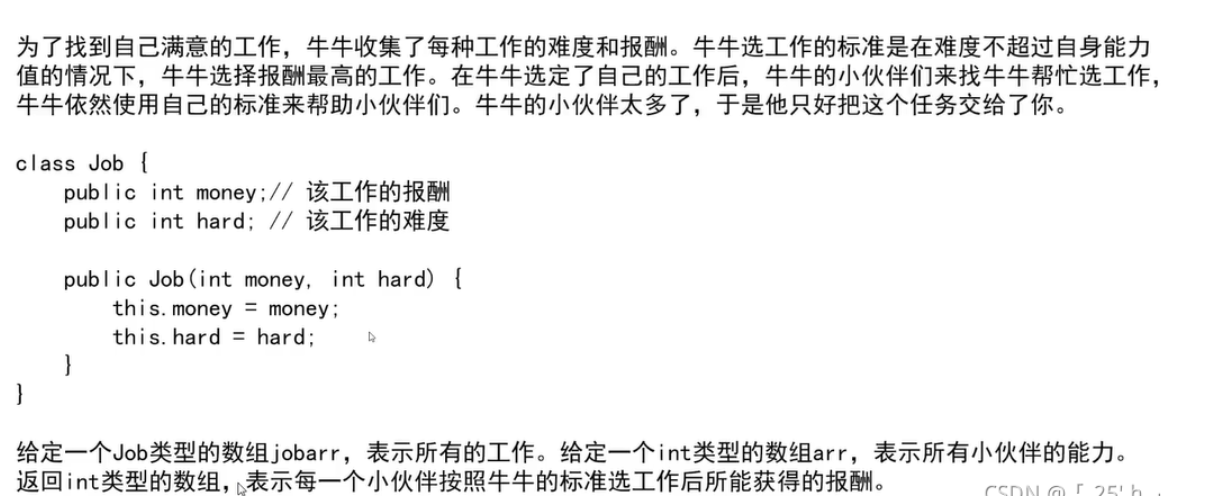 为了找到自己满意的工作，牛牛收集了每种工作的难度和报酬。牛牛选工作的标准是在难度不超过自身能力
值的情况下，牛牛选择报酬最高的工作。在牛牛选定了自己的工作后，牛牛的小伙伴们来找牛牛帮忙选工作，
牛牛依然使用自己的标准来帮助小伙伴们。牛牛的小伙伴太多了，于是他只好把这个任务交给了你。
class Job {
public int money;// 该工作的报酬
public int hard; // 该工作的难度
public Job(int money, int hard) {
this.money = money;
this.hard = hard;
}
}
给定一个Job类型的数组jobarr，表示所有的工作。给定一个int类型的数组arr，表示所有小伙伴的能力。
返回int类型的数组，表示每一个小伙伴按照牛牛的标准选工作后所能获得的报酬。
CSDN @